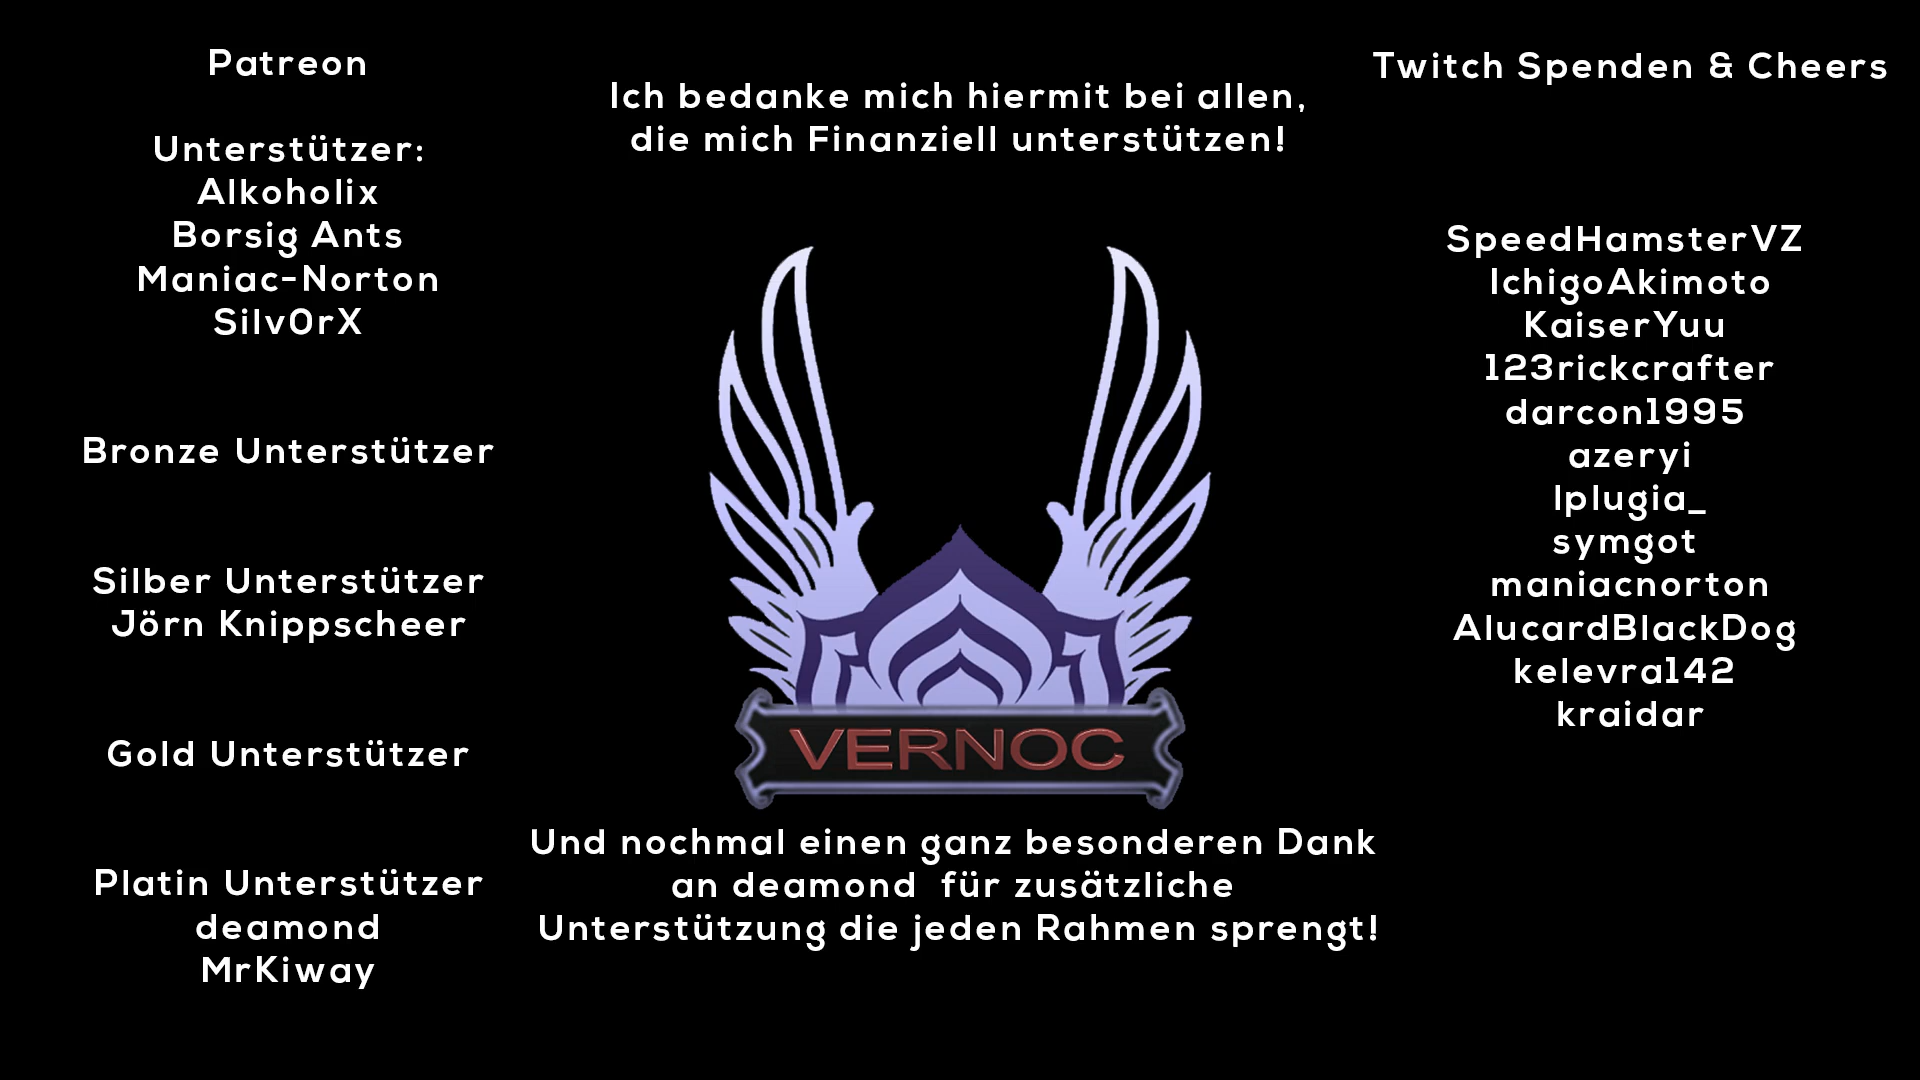 Patreon
Unterstützer:
Alkoholix
Borsig Ants
Maniac-Norton
Silv0rX
Bronze Unterstützer
Silber Unterstützer
Jörn Knippscheer
Gold Unterstützer
Platin Unterstützer
deamond
MrKiway
Ich bedanke mich hiermit bei allen,
die mich Finanziell unterstützen!
VERNOC
Und nochmal einen ganz besonderen Dank
an deamond  für zusätzliche
Unterstützung die jeden Rahmen sprengt!
Twitch Spenden & Cheers
SpeedHamsterVZ
IchigoAkimoto
KaiserYuu
123rickcrafter
darcon1995
azeryi
lplugia_
symgot
maniacnorton
AlucardBlackDog
kelevra142
kraidar